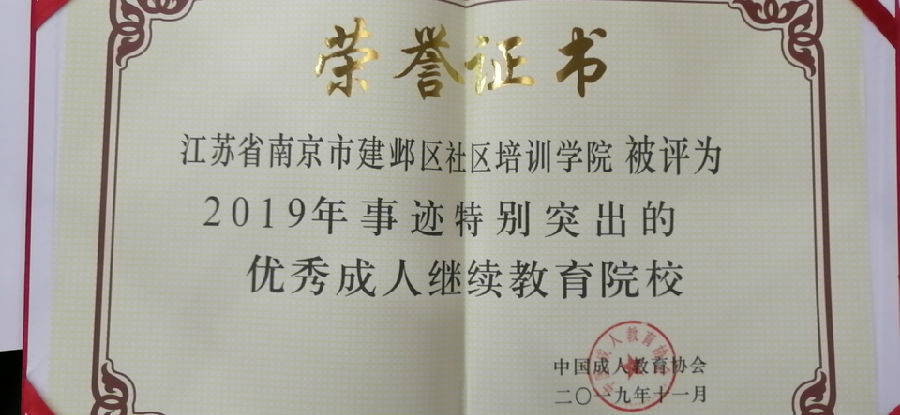 荣誉证书
江苏省南京市建邺区社区培训学院 被评为
2019年事迹特别突出的
优秀成人继续教育院校
中国成人教育协会
二〇一九年十一月